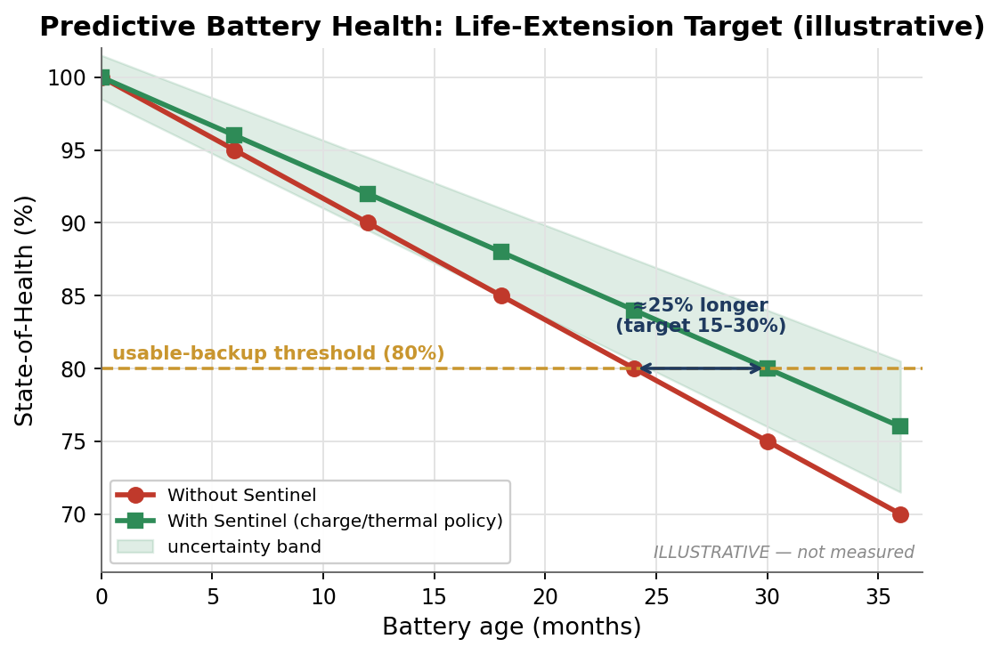 Predictive Battery Health: Life-Extension Target (illustrative)
State-of-Health (%)
100
95
90
85
80
75
70
≈25% longer
(target 15–30%)
usable-backup threshold (80%)
Without Sentinel
With Sentinel (charge/thermal policy)
uncertainty band
ILLUSTRATIVE — not measured
0
5
10
15
20
25
30
35
Battery age (months)